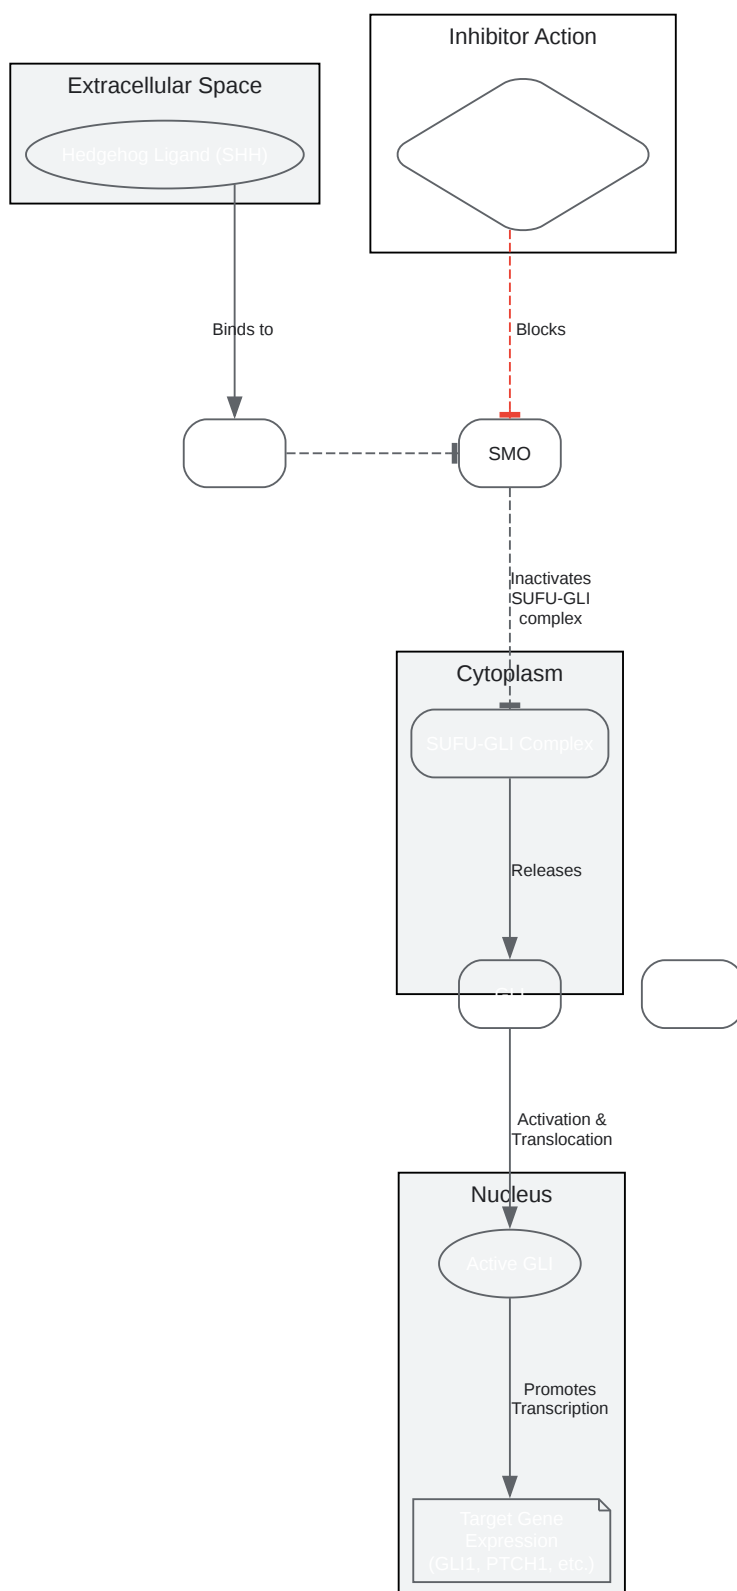 Inhibitor Action
Extracellular Space
Hedgehog Ligand (SHH)
Binds to
Blocks
SMO
Inactivates
SUFU-GLI
complex
Cytoplasm
SUFU-GLI Complex
Releases
GLI
Activation &
Translocation
Nucleus
Active GLI
Promotes
Transcription
Target Gene
Expression
(GLI1, PTCH1, etc.)